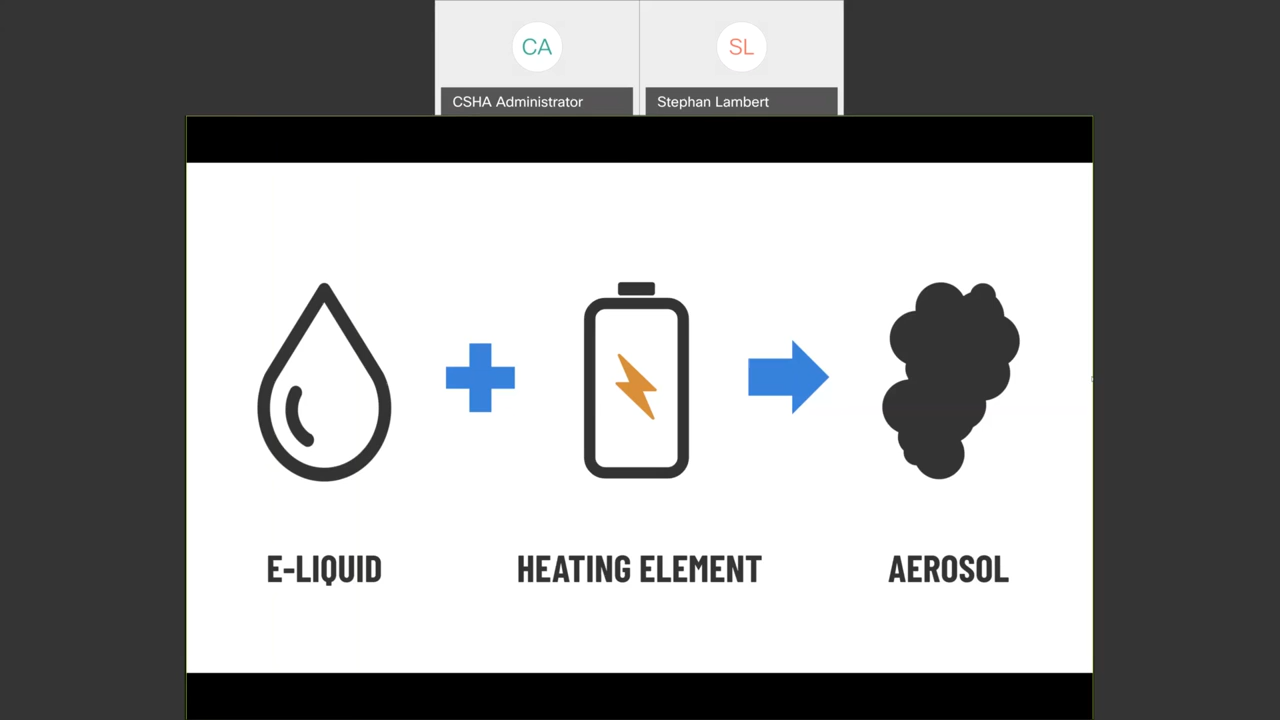 CA
SL
CSHA Administrator
Stephan Lambert
E-LIQUID
HEATING ELEMENT
AEROSOL